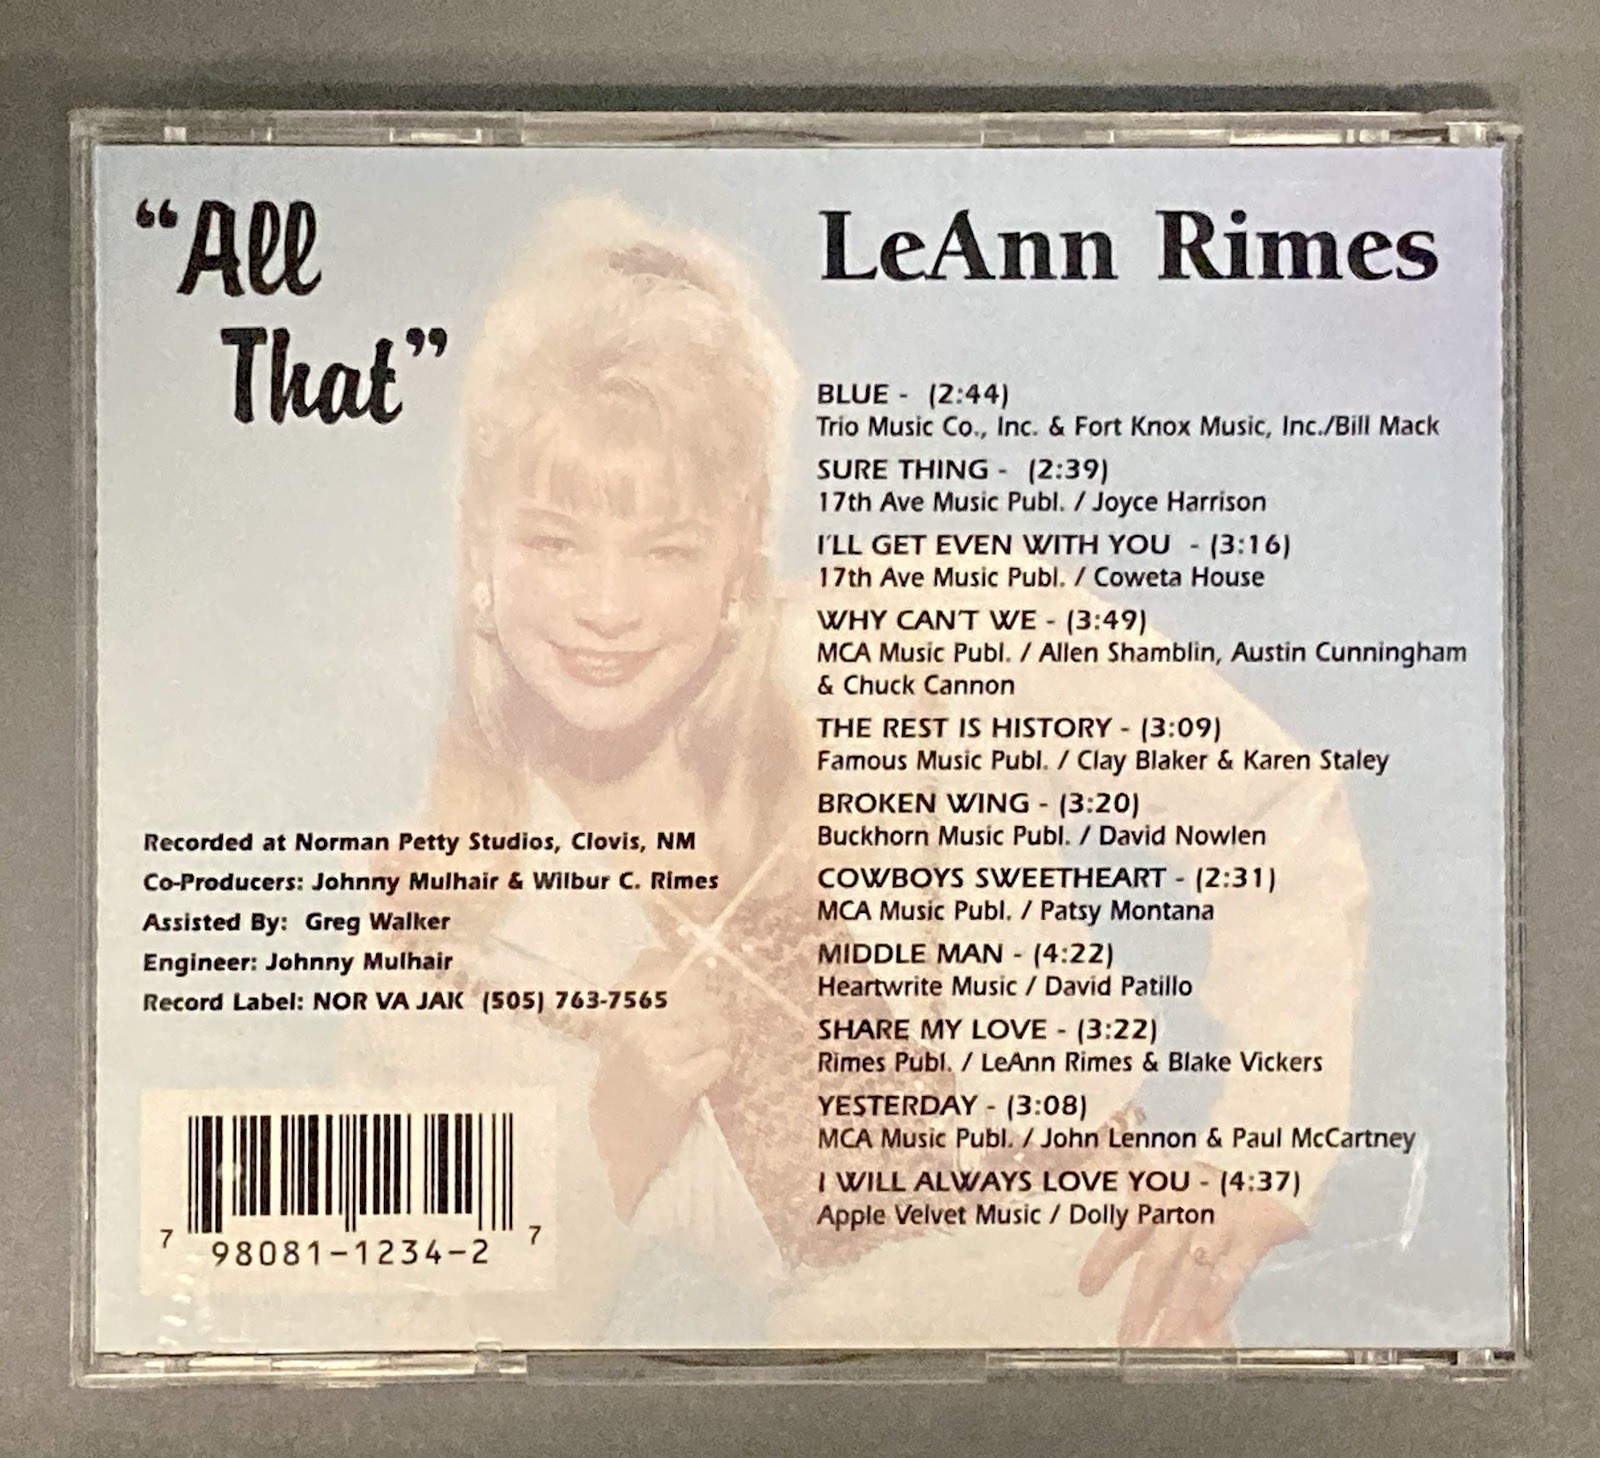 “All
That”
LeAnn Rimes
BLUE - (2:44)
Trio Music Co., Inc. & Fort Knox Music, Inc./Bill Mack
SURE THING - (2:39)
17th Ave Music Publ. / Joyce Harrison
I'LL GET EVEN WITH YOU - (3:16)
17th Ave Music Publ. / Coweta House
WHY CAN'T WE - (3:49)
MCA Music Publ. / Allen Shamblin, Austin Cunningham
& Chuck Cannon
THE REST IS HISTORY - (3:09)
Famous Music Publ. / Clay Blaker & Karen Staley
BROKEN WING - (3:20)
Buckhorn Music Publ. / David Nowlen
COWBOYS SWEETHEART - (2:31)
MCA Music Publ. / Patsy Montana
MIDDLE MAN - (4:22)
Heartwrite Music / David Patillo
SHARE MY LOVE - (3:22)
Rimes Publ. / LeAnn Rimes & Blake Vickers
YESTERDAY - (3:08)
MCA Music Publ. / John Lennon & Paul McCartney
I WILL ALWAYS LOVE YOU - (4:37)
Apple Velvet Music / Dolly Parton
Recorded at Norman Petty Studios, Clovis, NM
Co-Producers: Johnny Mulhair & Wilbur C. Rimes
Assisted By: Greg Walker
Engineer: Johnny Mulhair
Record Label: NOR VA JAK (505) 763-7565
7 98081-1234-2 7